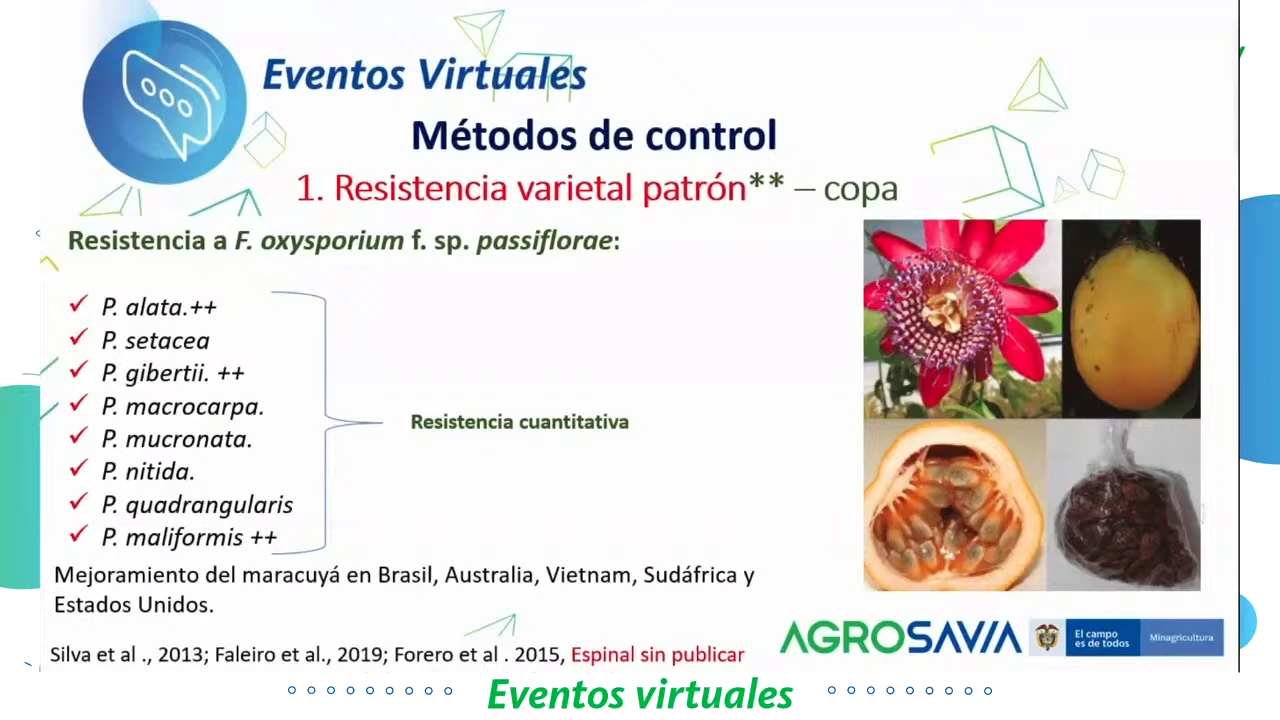 Eventos Virtuales
Métodos de control
1. Resistencia varietal patrón** – copa
Resistencia a F. oxysporium f. sp. passiflorae:
P. alata.++
P. setacea
P. gibertii. ++
P. macrocarpa.
P. mucronata.
P. nitida.
P. quadrangularis
P. maliformis ++
Resistencia cuantitativa
Mejoramiento del maracuyá en Brasil, Australia, Vietnam, Sudáfrica y
Estados Unidos.
Silva et al ., 2013; Faleiro et al., 2019; Forero et al . 2015, Espinal sin publicar
AGROSAVIA
El campo
es de todos
Minagricultura
Eventos virtuales